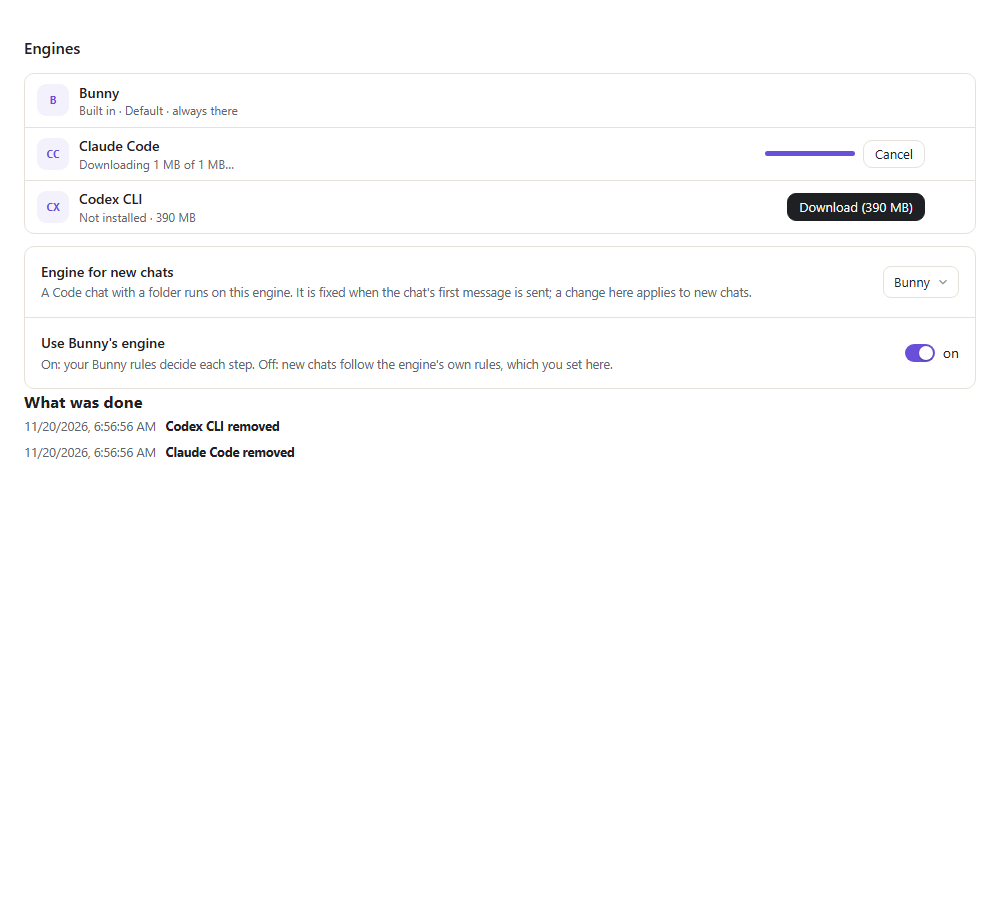 Engines
B
Bunny
Built in · Default · always there
CC
Claude Code
Downloading 1 MB of 1 MB...
Cancel
CX
Codex CLI
Not installed · 390 MB
Download (390 MB)
Engine for new chats
A Code chat with a folder runs on this engine. It is fixed when the chat's first message is sent; a change here applies to new chats.
Bunny
Use Bunny's engine
On: your Bunny rules decide each step. Off: new chats follow the engine's own rules, which you set here.
on
What was done
11/20/2026, 6:56:56 AM Codex CLI removed
11/20/2026, 6:56:56 AM Claude Code removed